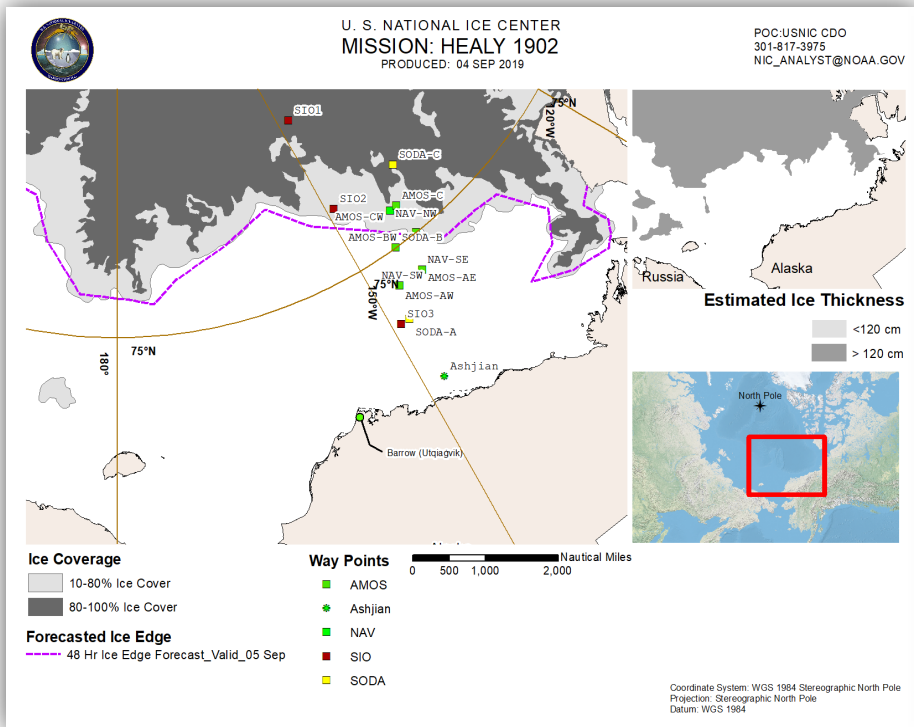 U. S. NATIONAL ICE CENTER
MISSION: HEALY 1902
PRODUCED: 04 SEP 2019
POC:USNIC CDO
301-817-3975
NIC_ANALYST@NOAA.GOV
75°N
120°W
SIO1
SODA-C
SIO2
AMOS-C
AMOS-CW
NAV-NW
AMOS-BW
SODA-B
NAV-SE
NAV-SW
AMOS-AE
75°N
AMOS-AW
150°W
SIO3
SODA-A
180°
75°N
Ashjian
Barrow (Utqiagvik)
Russia
Alaska
Estimated Ice Thickness
<120 cm
> 120 cm
North Pole
Ice Coverage
10-80% Ice Cover
80-100% Ice Cover
Forecasted Ice Edge
48 Hr Ice Edge Forecast_Valid_05 Sep
Way Points
AMOS
Ashjian
NAV
SIO
SODA
Nautical Miles
0 500 1,000 2,000
Coordinate System: WGS 1984 Stereographic North Pole
Projection: Stereographic North Pole
Datum: WGS 1984